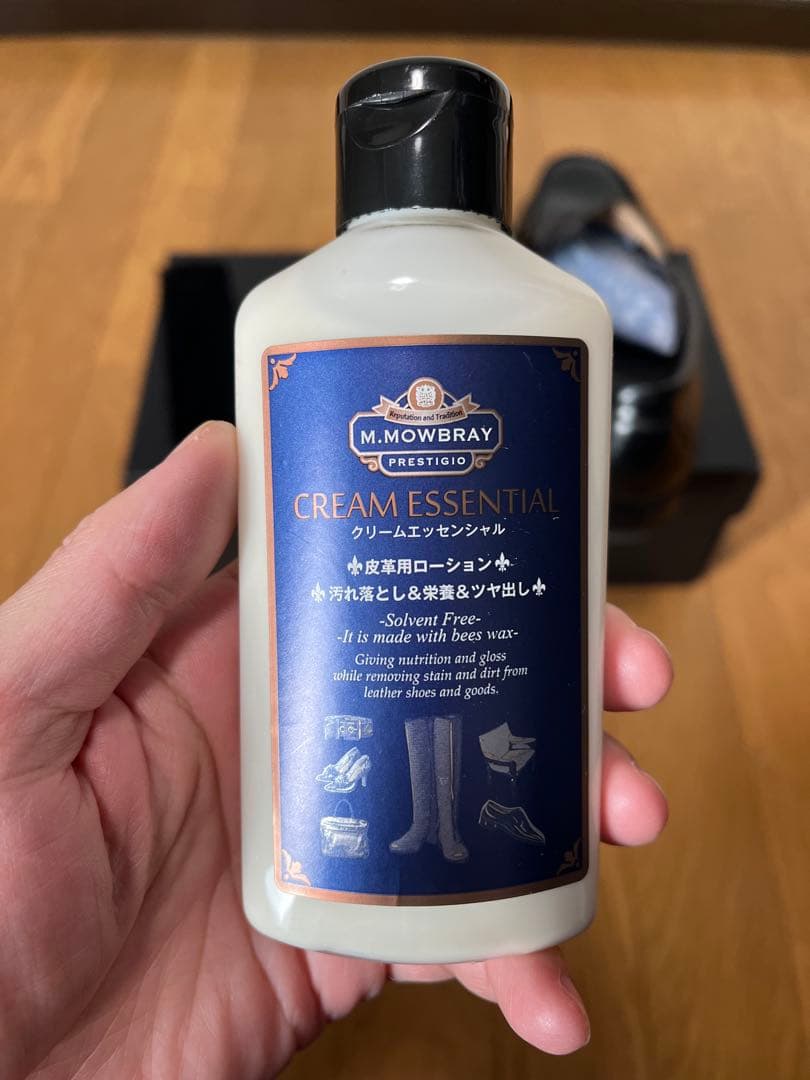 Reputation and Tradition
M.MOWBRAY
PRESTIGIO
CREAM ESSENTIAL
クリームエッセンシャル
皮革用ローション
汚れ落とし&栄養&ツヤ出し
-Solvent Free-
-It is made with bees wax-
Giving nutrition and gloss
while removing stain and dirt from
leather shoes and goods.